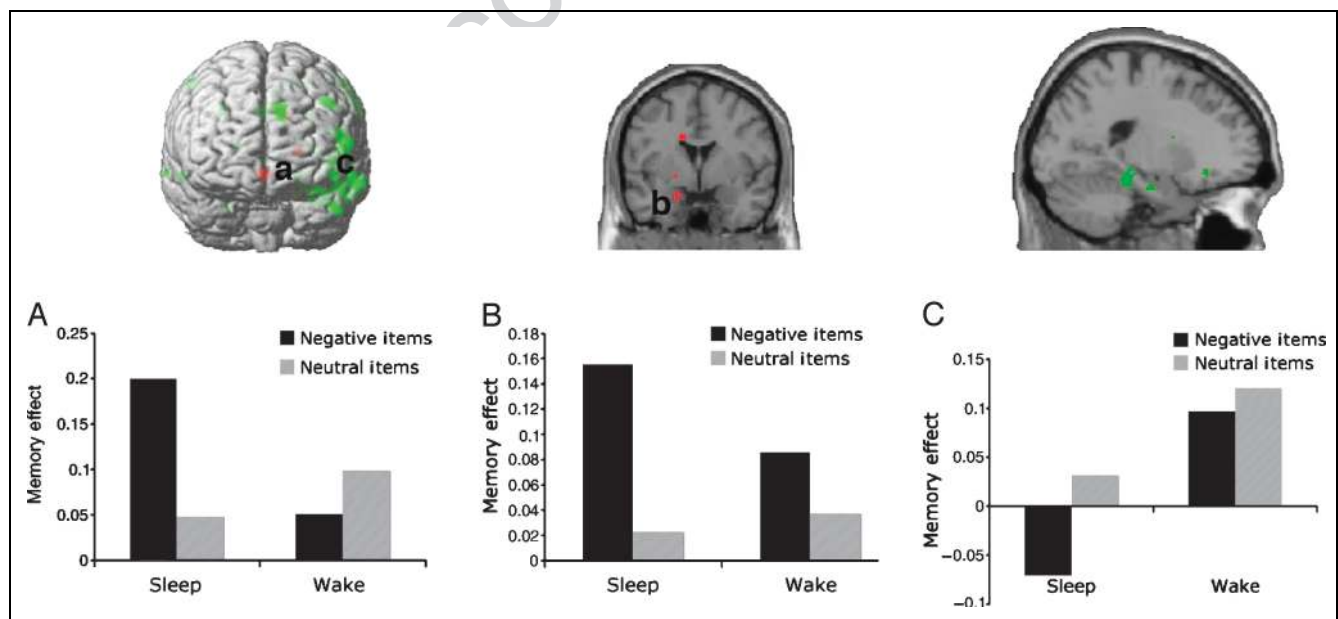 CO
a
c
b
A
0.25
0.2
0.15
0.1
0.05
0
Memory effect
Negative items
Neutral items
Sleep
Wake
B
0.18
0.16
0.14
0.12
0.1
0.08
0.06
0.04
0.02
0
Memory effect
Negative items
Neutral items
Sleep
Wake
C
0.15
0.1
0.05
0
−0.05
−0.1
Memory effect
Negative items
Neutral items
Sleep
Wake